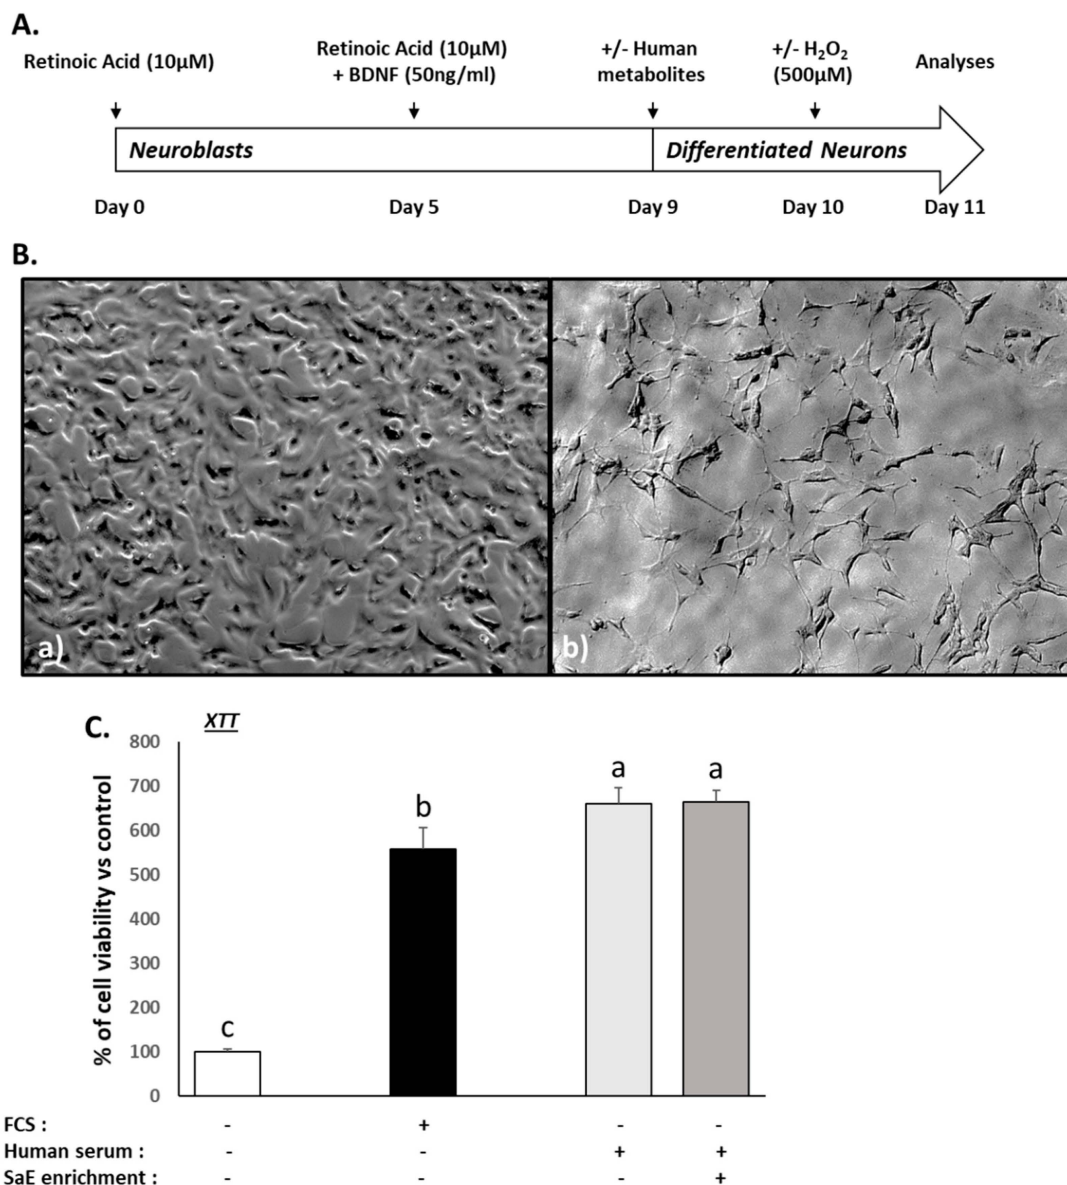 A.
Retinoic Acid (10µM)
Retinoic Acid (10µM)
+ BDNF (50ng/ml)
+/- Human
metabolites
+/- H₂O₂
(500µM)
Analyses
Neuroblasts
Differentiated Neurons
Day 0
Day 5
Day 9
Day 10
Day 11
B.
a)
b)
C.
XTT
% of cell viability vs control
800
700
600
500
400
300
200
100
0
c
b
a
a
FCS : - + - -
Human serum : - - + +
SaE enrichment : - - - +